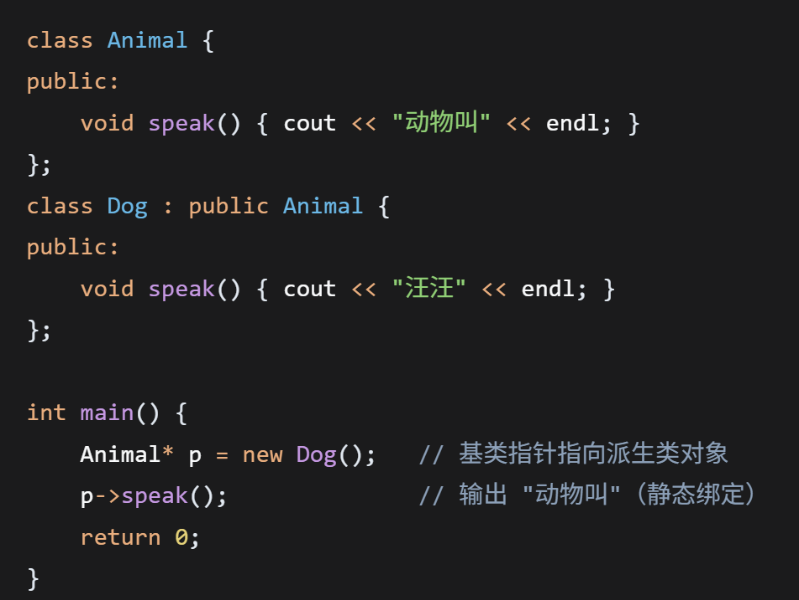 class Animal {
public:
    void speak() { cout << "动物叫" << endl; }
};
class Dog : public Animal {
public:
    void speak() { cout << "汪汪" << endl; }
};

int main() {
    Animal* p = new Dog();   // 基类指针指向派生类对象
    p->speak();              // 输出 "动物叫"（静态绑定）
    return 0;
}